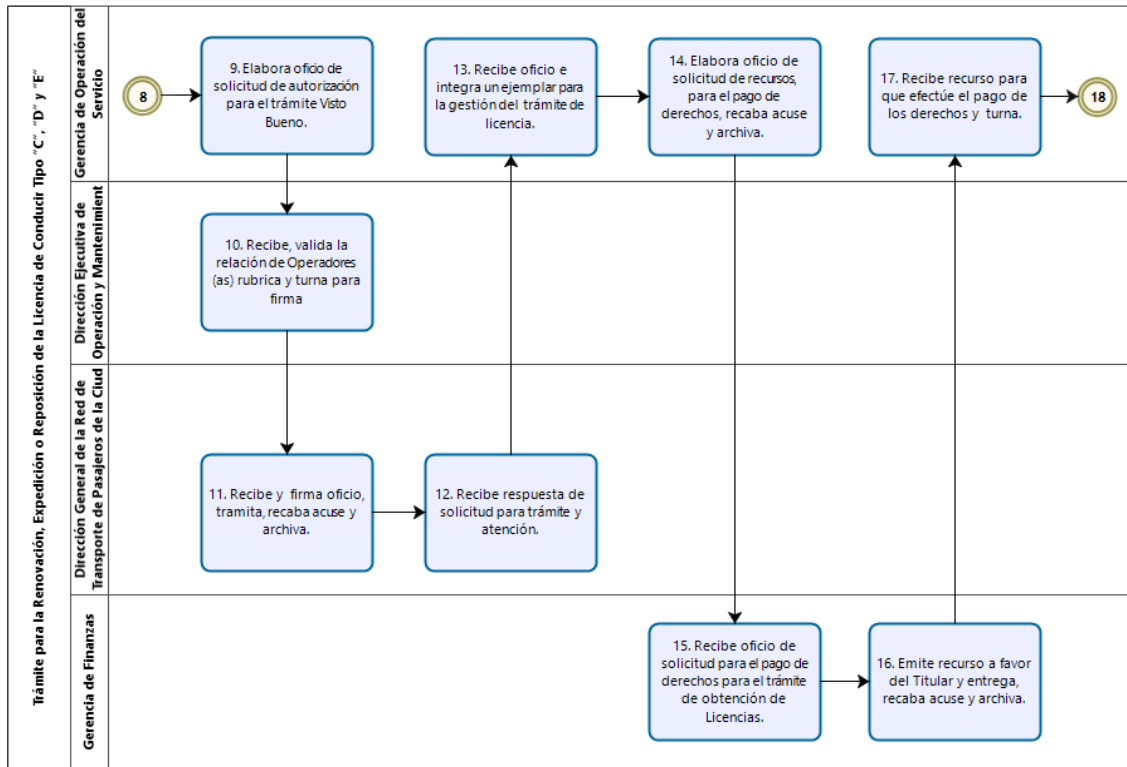 Trámite para la Renovación, Expedición o Reposición de la Licencia de Conducir Tipo "C", "D" y "E"
Gerencia de Operación del
Servicio
8
9. Elabora oficio de
solicitud de autorización
para el trámite Visto
Bueno.
13. Recibe oficio e
integra un ejemplar para
la gestión del trámite de
licencia.
14. Elabora oficio de
solicitud de recursos,
para el pago de
derechos, recaba acuse
y archiva.
17. Recibe recurso para
que efectúe el pago de
los derechos y turna.
18
Dirección Ejecutiva de
Operación y Mantenimient
10. Recibe, valida la
relación de Operadores
(as) rubrica y turna para
firma
Dirección General de la Red de
Transporte de Pasajeros de la Ciud
11. Recibe y firma oficio,
tramita, recaba acuse y
archiva.
12. Recibe respuesta de
solicitud para trámite y
atención.
Gerencia de Finanzas
15. Recibe oficio de
solicitud para el pago de
derechos para el trámite
de obtención de
Licencias.
16. Emite recurso a favor
del Titular y entrega,
recaba acuse y archiva.